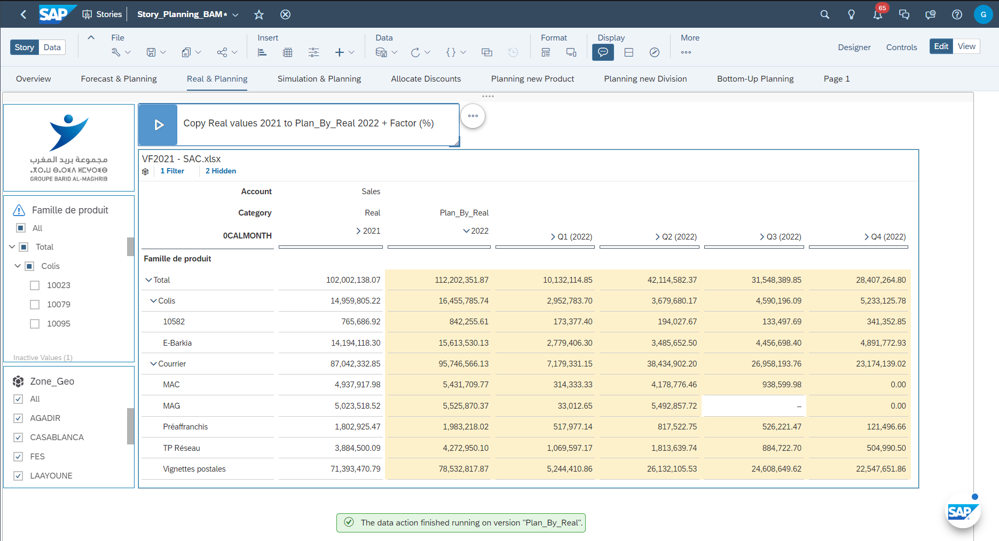 SAP Stories Story_Planning_BAM* 65 G
Story Data
File Insert Data Format Display More
Designer Controls Edit View
Overview Forecast & Planning Real & Planning Simulation & Planning Allocate Discounts Planning new Product Planning new Division Bottom-Up Planning Page 1
مجموعة بريد المغرب
ⵜⴰⵔⴰⴱⴱⵓⵜ ⵏ ⴱⴰⵔⵉⴷ ⵏ ⵍⵎⵖⵔⵉⴱ
GROUPE BARID AL-MAGHRIB
Famille de produit
All
Total
Colis
10023
10079
10095
Inactive Values (1)
Zone_Geo
All
AGADIR
CASABLANCA
FES
LAAYOUNE
Copy Real values 2021 to Plan_By_Real 2022 + Factor (%)
VF2021 - SAC.xlsx
1 Filter 2 Hidden
Account Sales
Category Real Plan_By_Real
0CALMONTH 2021 2022 Q1 (2022) Q2 (2022) Q3 (2022) Q4 (2022)
Famille de produit
Total 102,002,138.07 112,202,351.87 10,132,114.85 42,114,582.37 31,548,389.85 28,407,264.80
Colis 14,959,805.22 16,455,785.74 2,952,783.70 3,679,680.17 4,590,196.09 5,233,125.78
10582 765,686.92 842,255.61 173,377.40 194,027.67 133,497.69 341,352.85
E-Barkia 14,194,118.30 15,613,530.13 2,779,406.30 3,485,652.50 4,456,698.40 4,891,772.93
Courrier 87,042,332.85 95,746,566.13 7,179,331.15 38,434,902.20 26,958,193.76 23,174,139.02
MAC 4,937,917.98 5,431,709.77 314,333.33 4,178,776.46 938,599.98 0.00
MAG 5,023,518.52 5,525,870.37 33,012.65 5,492,857.72 – 0.00
Préaffranchis 1,802,925.47 1,983,218.02 517,977.14 817,522.75 526,221.47 121,496.66
TP Réseau 3,884,500.09 4,272,950.10 1,069,597.17 1,813,639.74 884,722.70 504,990.50
Vignettes postales 71,393,470.79 78,532,817.87 5,244,410.86 26,132,105.53 24,608,649.62 22,547,651.86
The data action finished running on version "Plan_By_Real".
SAP